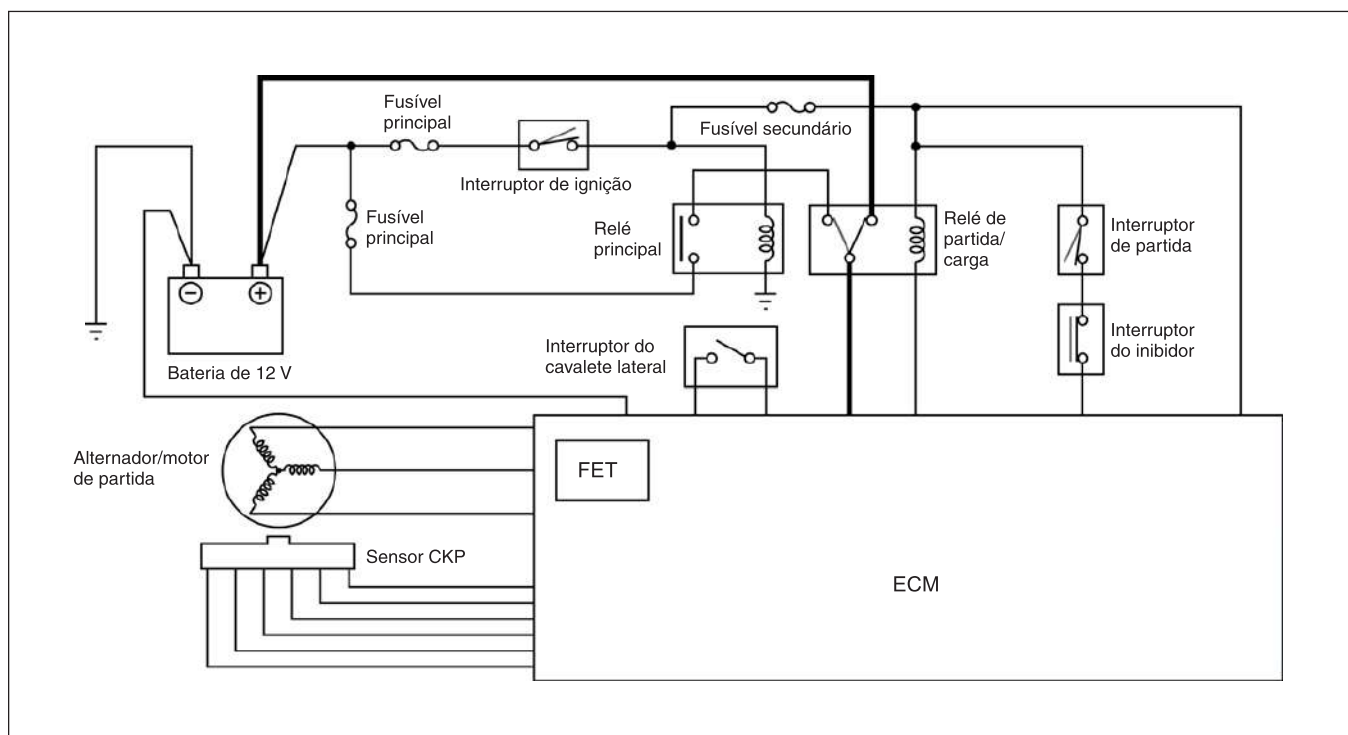 Fusível
principal
Fusível secundário
Interruptor de ignição
Fusível
principal
Relé
principal
Relé de
partida/
carga
Interruptor
de partida
Interruptor do
cavalete lateral
Interruptor
do inibidor
Bateria de 12 V
Alternador/motor
de partida
FET
Sensor CKP
ECM